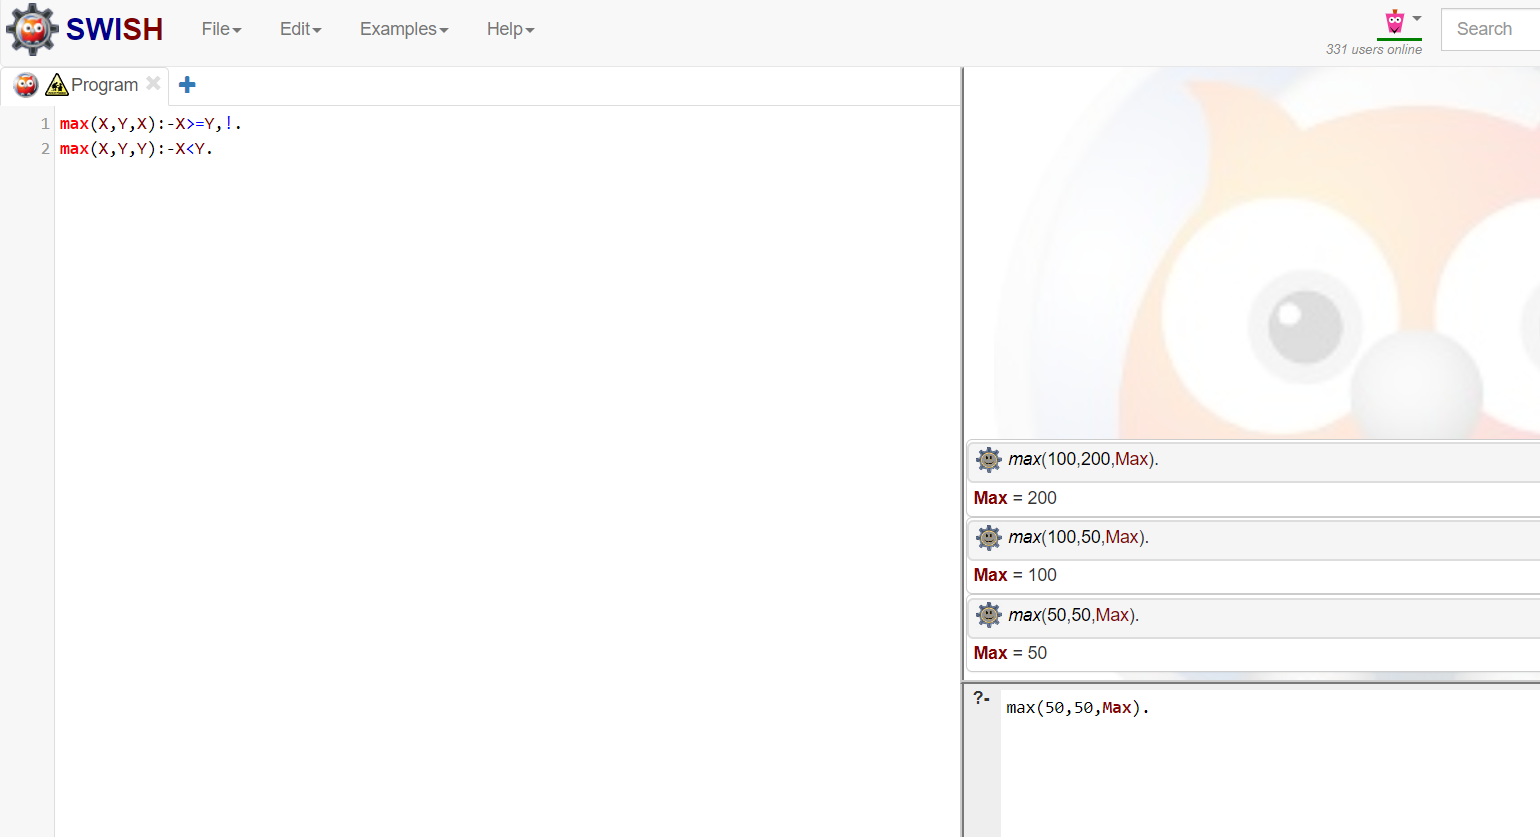 SWISH File Edit Examples Help
331 users online
Search
Program
1 max(X,Y,X):-X>=Y,!.
2 max(X,Y,Y):-X<Y.
max(100,200,Max).
Max = 200
max(100,50,Max).
Max = 100
max(50,50,Max).
Max = 50
?- max(50,50,Max).